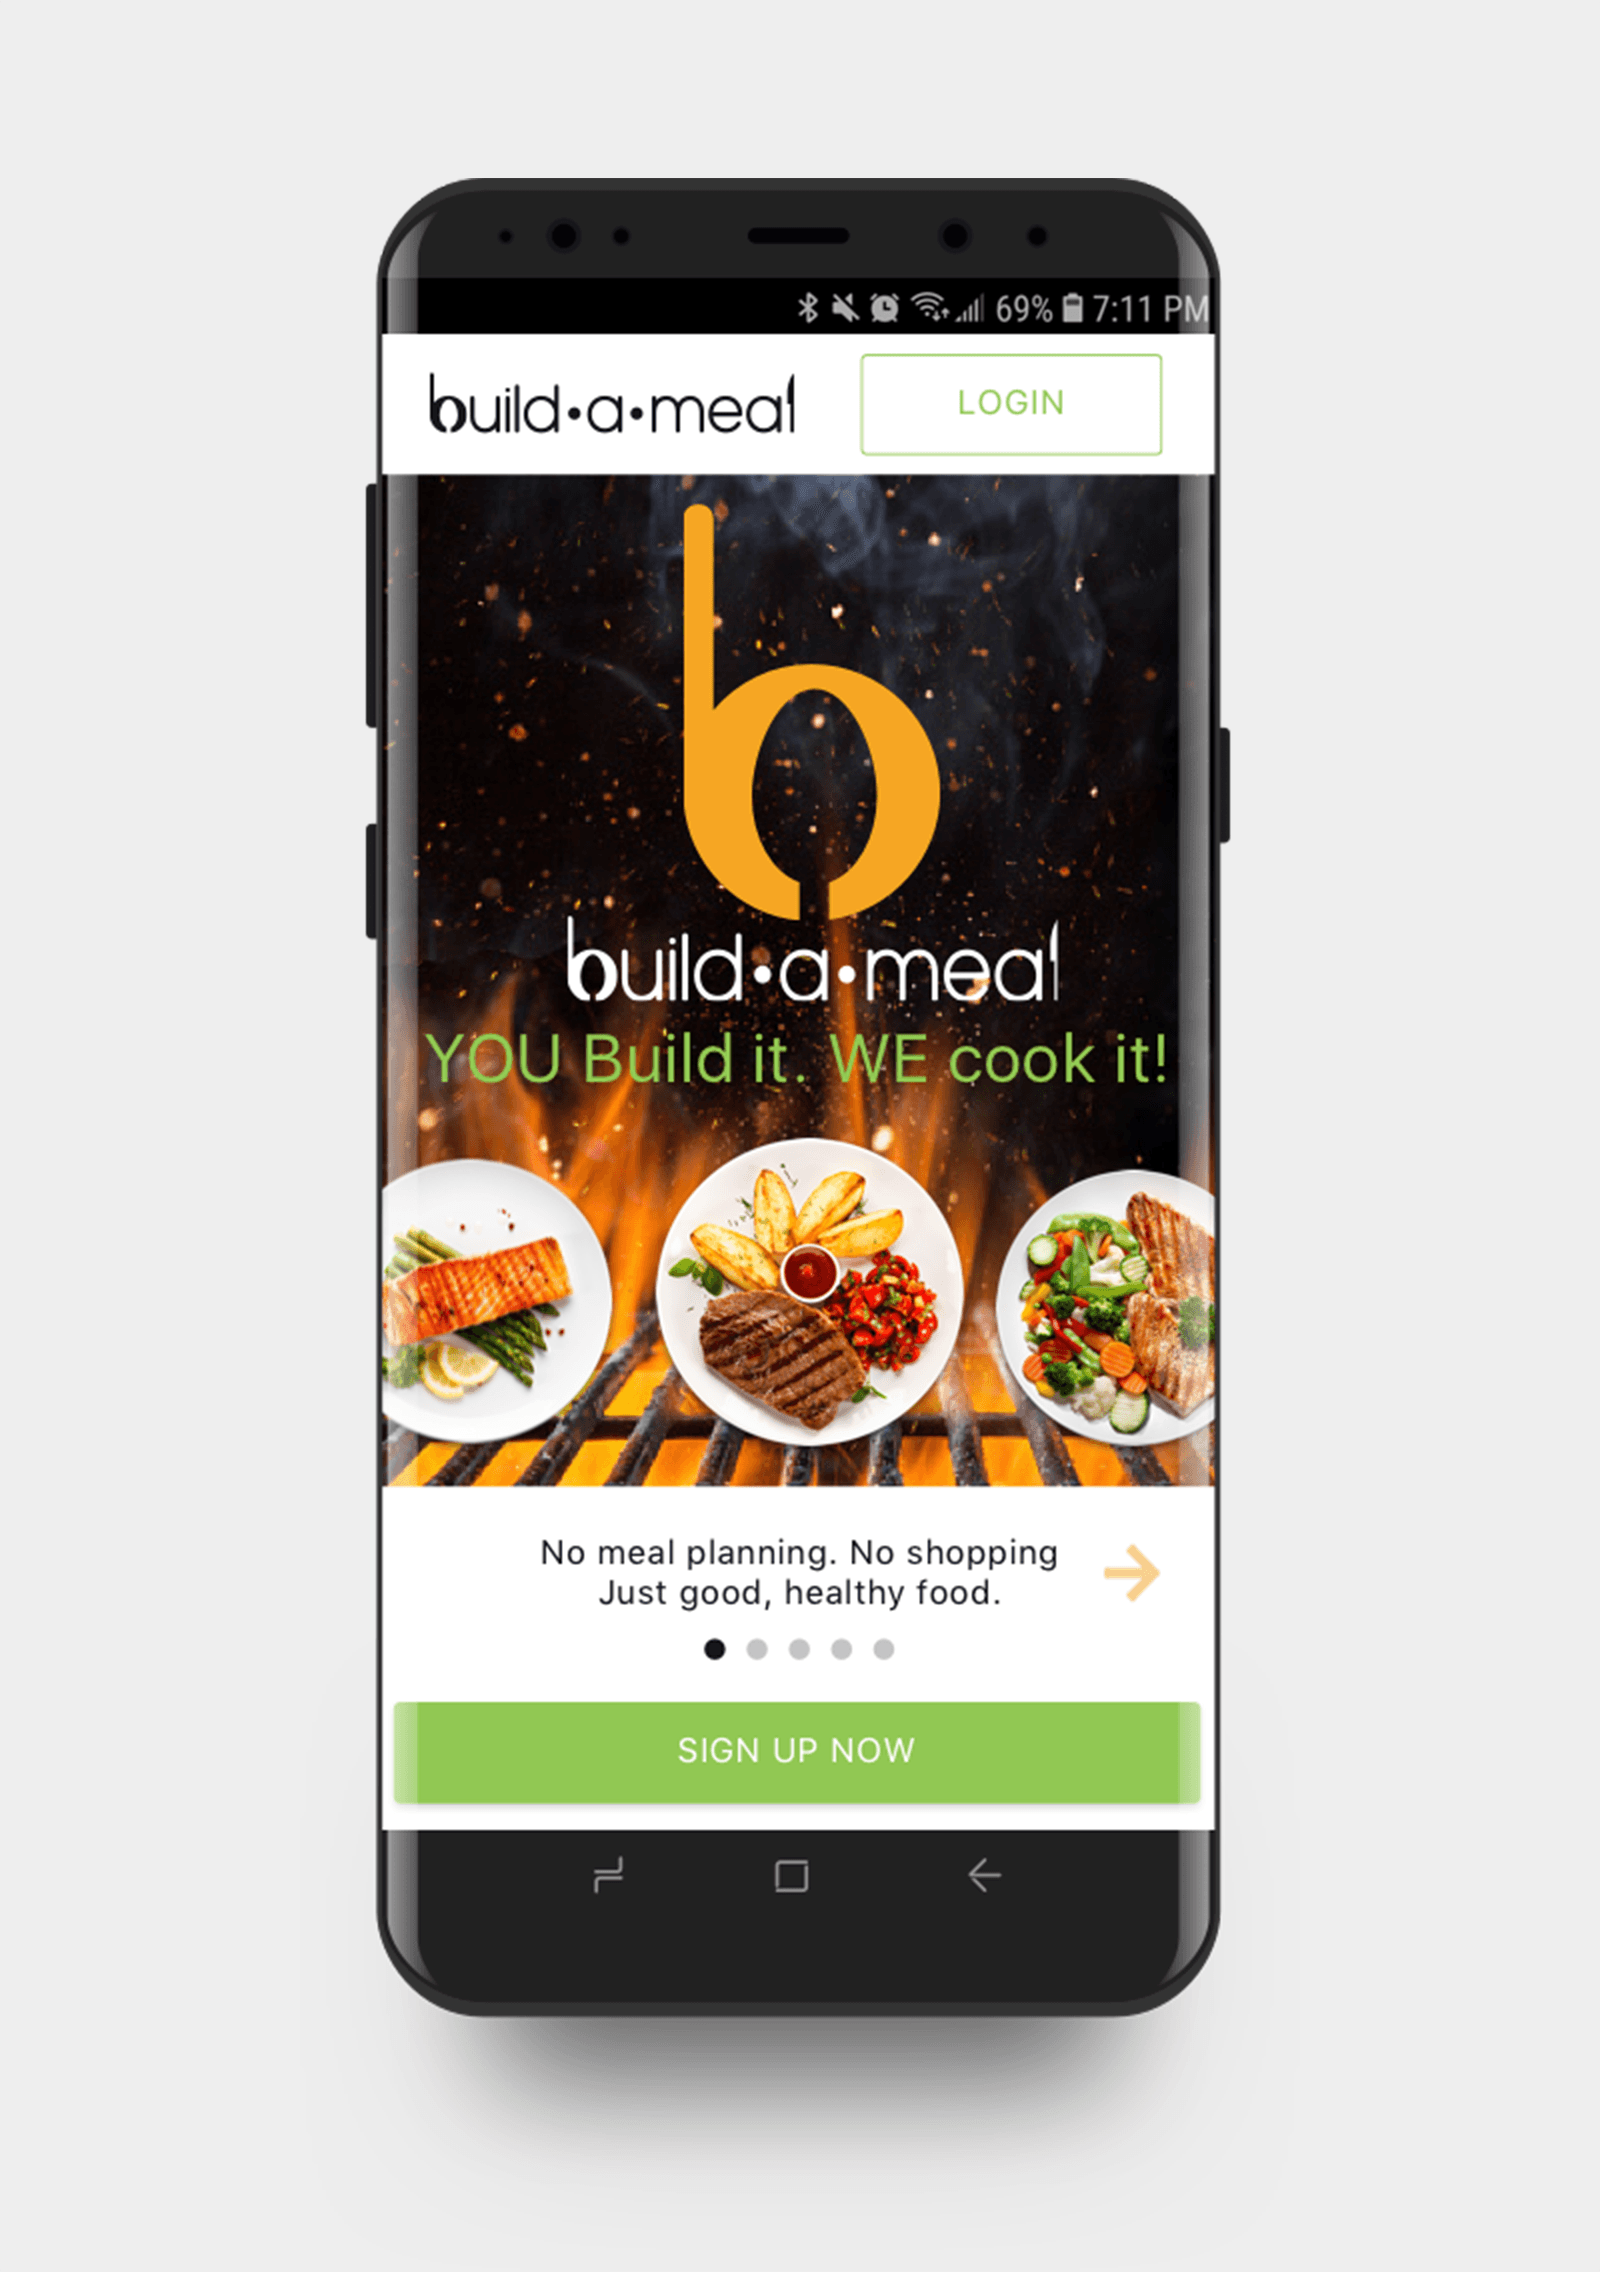 69% 7:11 PM
build•a•meal
LOGIN
b
build•a•meal
YOU Build it. WE cook it!
No meal planning. No shopping
Just good, healthy food.
SIGN UP NOW